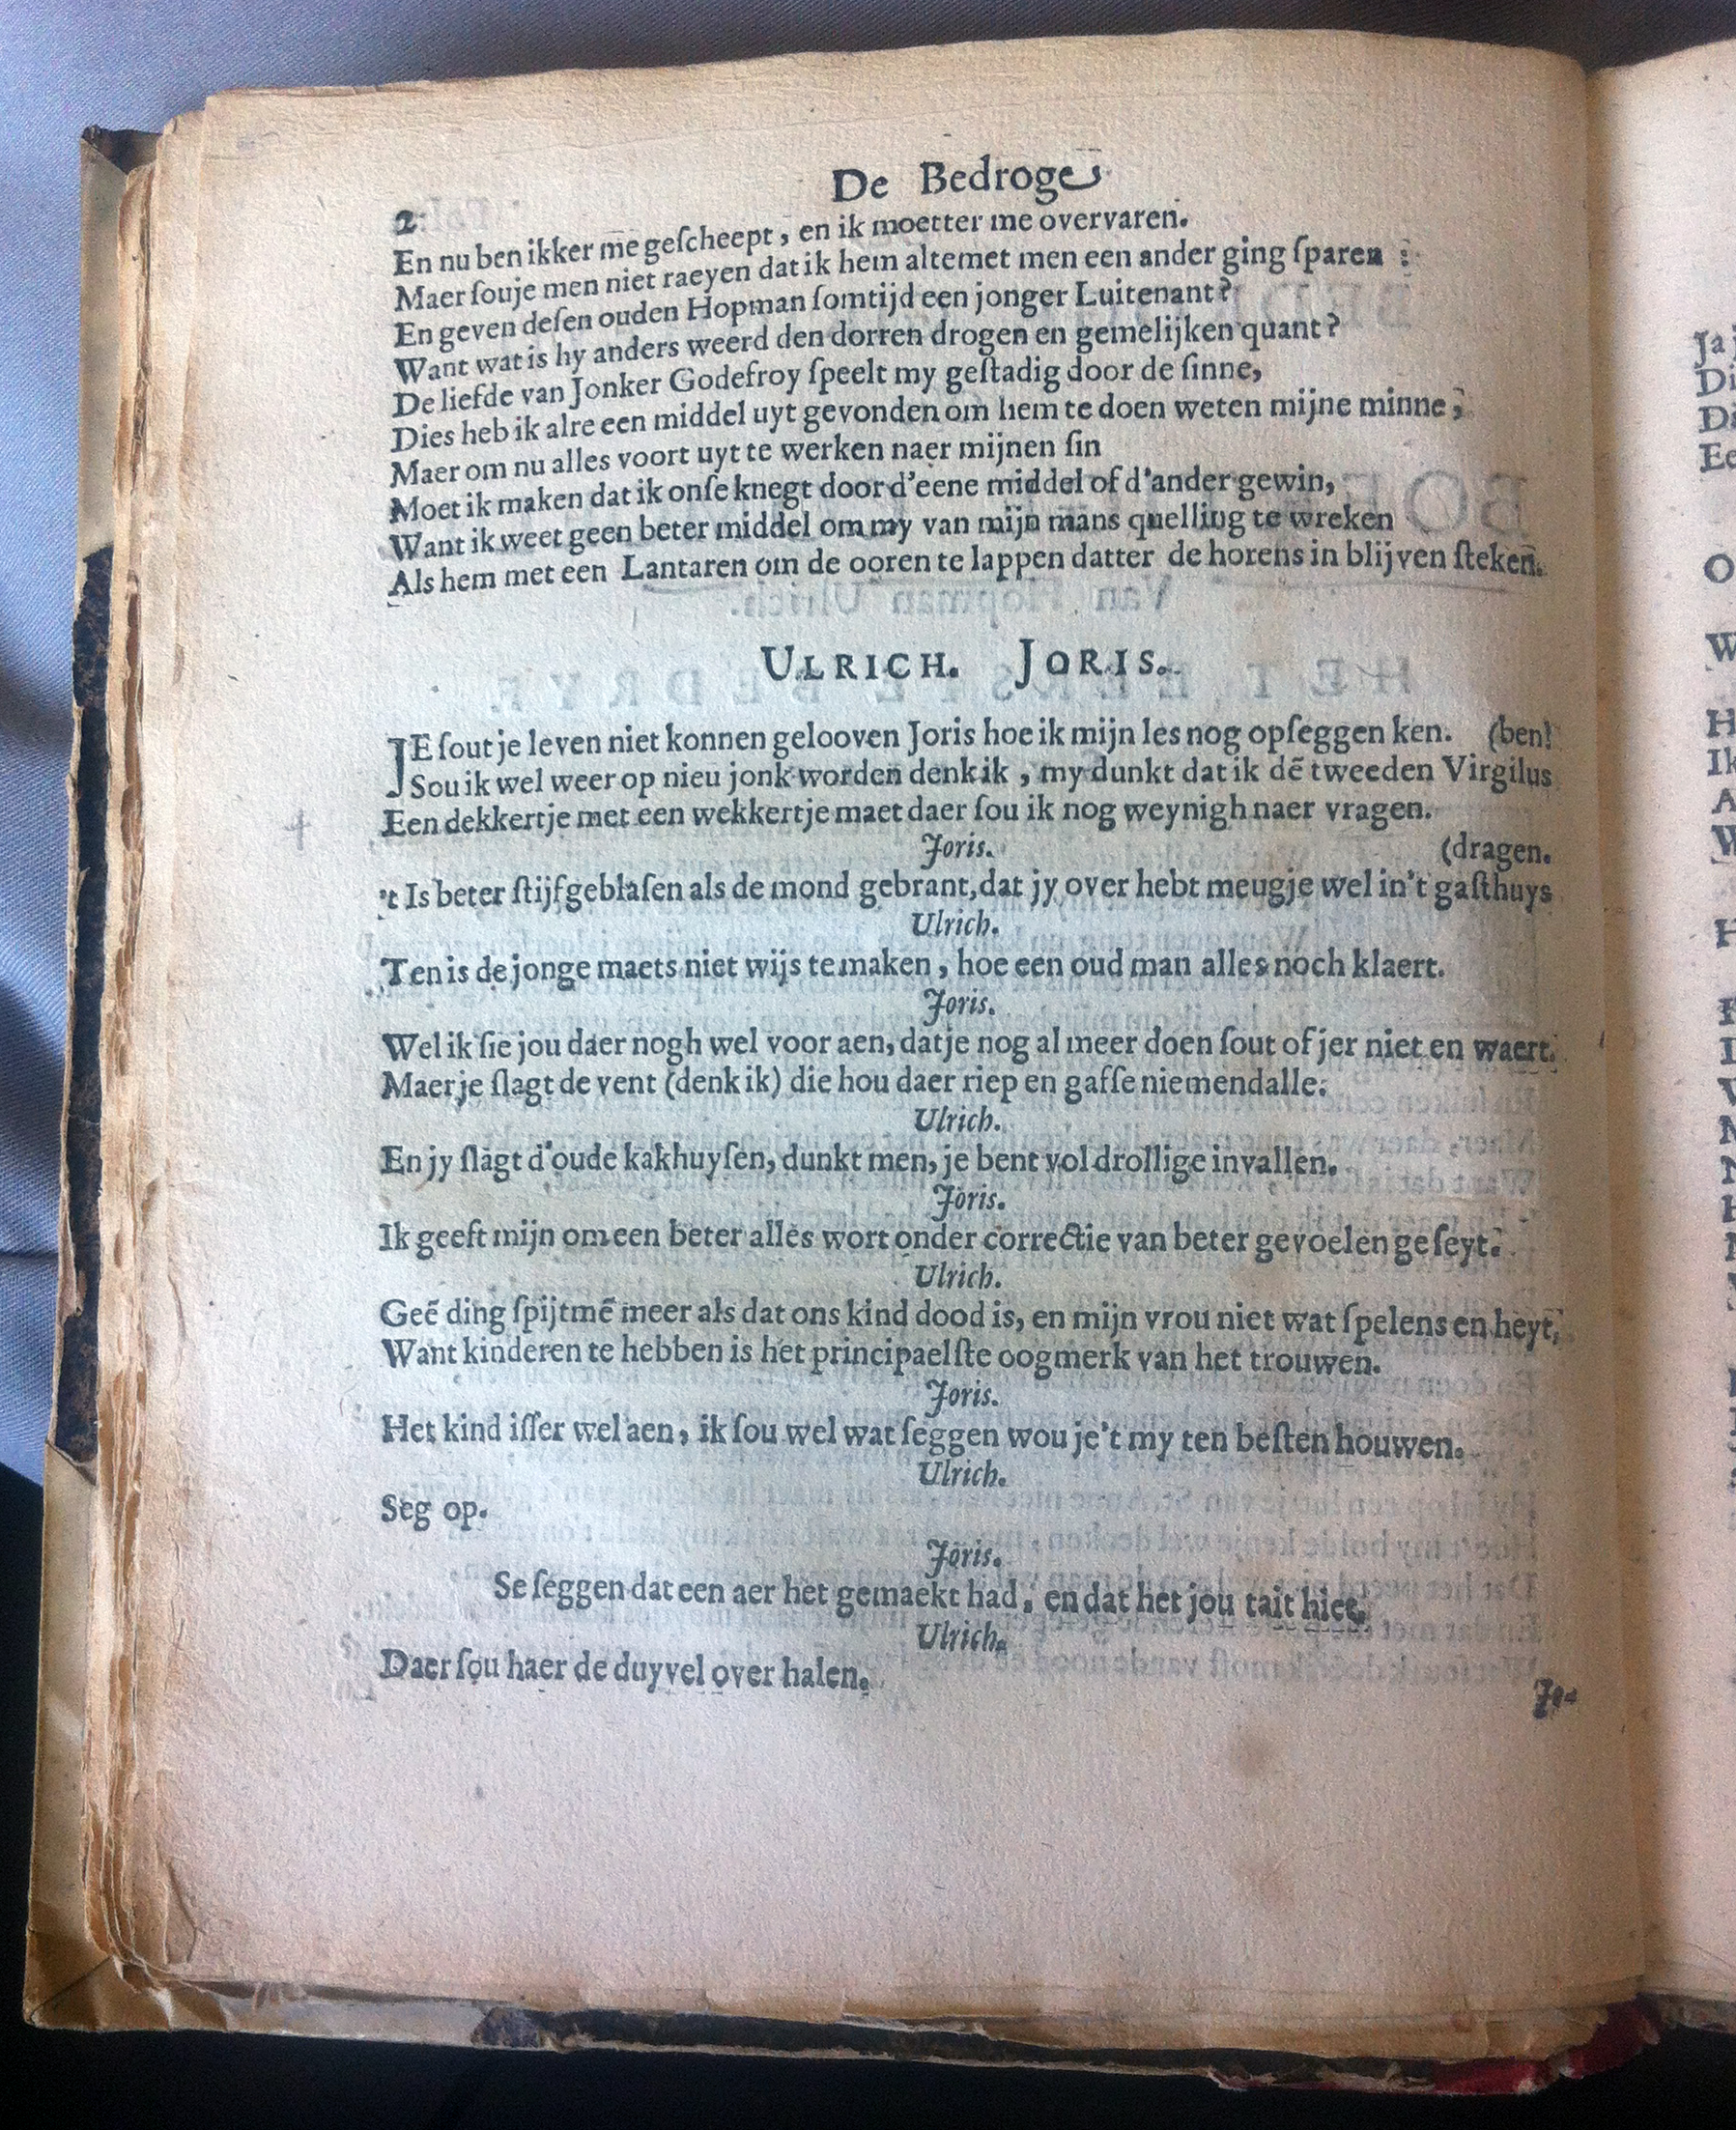 De Bedroge
2
En nu ben ikker me geſcheept, en ik moetter me overvaren.
Maer ſouje men niet raeyen dat ik hem altemet men een ander ging ſparen :
En geven deſen ouden Hopman ſomtijd een jonger Luitenant?
Want wat is hy anders weerd den dorren drogen en gemelijken quant?
De liefde van Jonker Godefroy ſpeelt my geſtadig door de ſinne,
Dies heb ik alre een middel uyt gevonden om hem te doen weten mijne minne;
Maer om nu alles voort uyt te werken naer mijnen ſin
Moet ik maken dat ik onſe knegt door d'eene middel of d'ander gewin,
Want ik weet geen beter middel om my van mijn mans quelling te wreken
Als hem met een Lantaren om de ooren te lappen datter de horens in blijven ſteken.
ULRICH. JORIS.
JE ſout je leven niet konnen gelooven Joris hoe ik mijn les nog opſeggen ken. (ben!
Sou ik wel weer op nieu jonk worden denk ik, my dunkt dat ik dē tweeden Virgilus
Een dekkertje met een wekkertje maet daer ſou ik nog weynigh naer vragen.
Joris. (dragen.
't Is beter ſtijf geblaſen als de mond gebrant, dat jy over hebt meugje wel in't gaſthuys
Ulrich.
Ten is de jonge maets niet wijs te maken, hoe een oud man alles noch klaert.
Joris.
Wel ik ſie jou daer nogh wel voor aen, datje nog al meer doen ſout of jer niet en waert.
Maer je ſlagt de vent (denk ik) die hou daer riep en gaffe niemendalle.
Ulrich.
En jy ſlagt d'oude kakhuyſen, dunkt men, je bent vol drollige invallen.
Joris.
Ik geeft mijn om een beter alles wort onder correctie van beter gevoelen geſeyt.
Ulrich.
Geē ding ſpijtmē meer als dat ons kind dood is, en mijn vrou niet wat ſpelens en heyt,
Want kinderen te hebben is het principaelſte oogmerk van het trouwen.
Joris.
Het kind iſſer wel aen, ik ſou wel wat ſeggen wou je't my ten beſten houwen.
Ulrich.
Seg op.
Joris.
Se ſeggen dat een aer het gemaekt had, en dat het jou tait hiet.
Ulrich.
Daer ſou haer de duyvel over halen.
Jo-